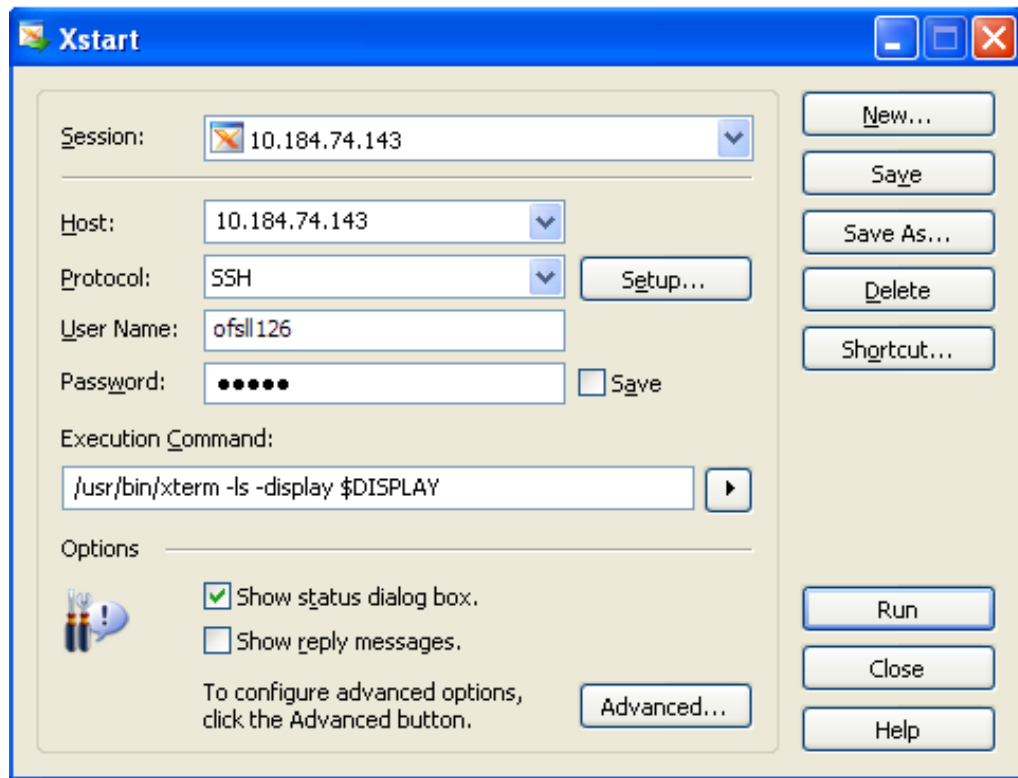 Xstart
Session: 10.184.74.143
New...
Save
Host: 10.184.74.143
Save As...
Protocol: SSH Setup...
Delete
User Name: ofsll126
Shortcut...
Password: ●●●●● Save
Execution Command:
/usr/bin/xterm -ls -display $DISPLAY
Options
Show status dialog box.
Show reply messages.
To configure advanced options,
click the Advanced button.
Advanced...
Run
Close
Help